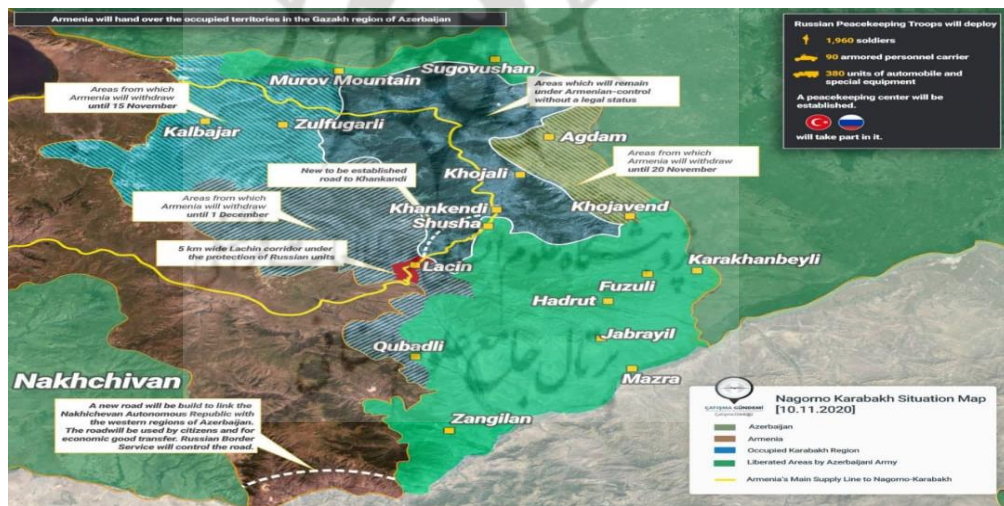 Armenia will hand over the occupied territories in the Gazakh region of Azerbaijan
Russian Peacekeeping Troops will deploy
1,960 soldiers
90 armored personnel carrier
380 units of automobile and
special equipment
A peacekeeping center will be
established.
will take part in it.
Murov Mountain
Sugovushan
Areas from which
Armenia will withdraw
until 15 November
Areas which will remain
under Armenian-control
without a legal status
Kalbajar
Zulfugarli
Agdam
Areas from which
Armenia will withdraw
until 20 November
New to be established
road to Khankandi
Khojali
Areas from which
Armenia will withdraw
until 1 December
Khankendi
Shusha
Khojavend
5 km wide Lachin corridor under
the protection of Russian units
Lacin
Karakhanbeyli
Fuzuli
Hadrut
Jabrayil
Qubadli
Mazra
Nakhchivan
Zangilan
A new road will be build to link the
Nakhichevan Autonomous Republic with
the western regions of Azerbaijan.
The roadwill be used by citizens and for
economic good transfer. Russian Border
Service will control the road.
ÇATIŞMA GÜNDEMİ
Nagorno Karabakh Situation Map
[10.11.2020]
Azerbaijan
Armenia
Occupied Karabakh Region
Liberated Areas by Azerbaijani Army
Armenia's Main Supply Line to Nagorno-Karabakh